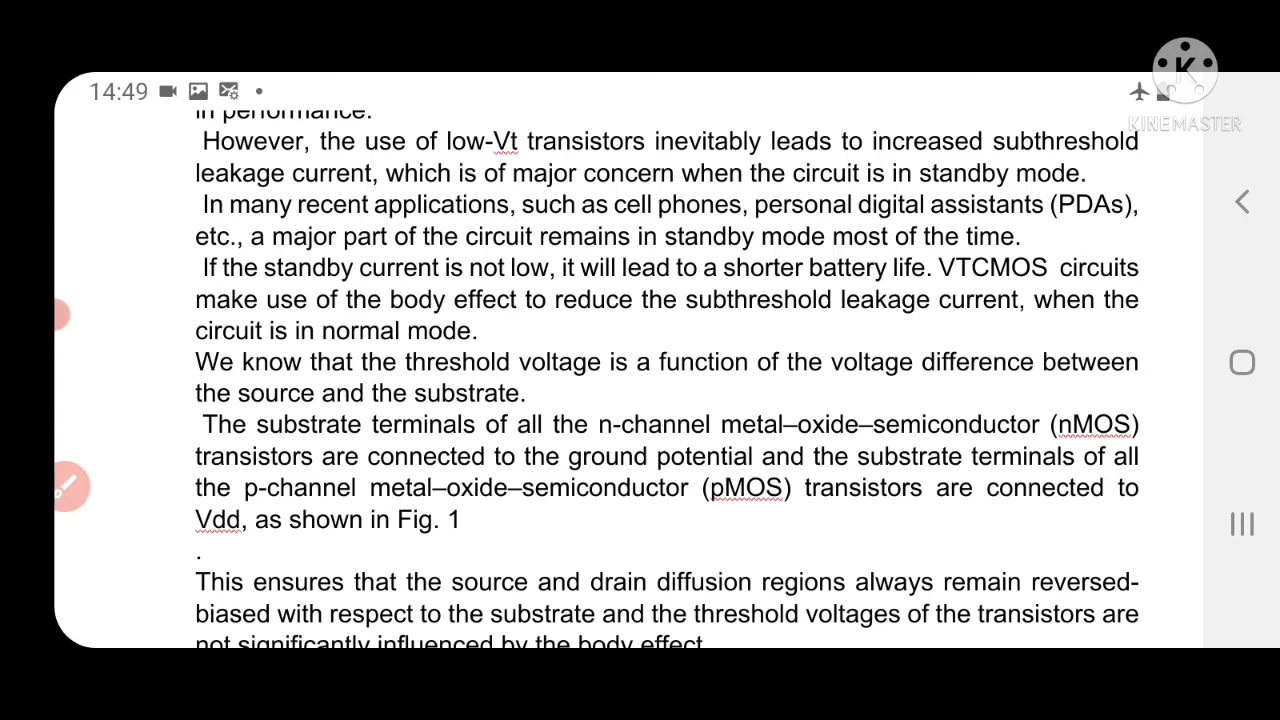 14:49
KINEMASTER
in performance.
However, the use of low-Vt transistors inevitably leads to increased subthreshold
leakage current, which is of major concern when the circuit is in standby mode.
In many recent applications, such as cell phones, personal digital assistants (PDAs),
etc., a major part of the circuit remains in standby mode most of the time.
If the standby current is not low, it will lead to a shorter battery life. VTCMOS circuits
make use of the body effect to reduce the subthreshold leakage current, when the
circuit is in normal mode.
We know that the threshold voltage is a function of the voltage difference between
the source and the substrate.
The substrate terminals of all the n-channel metal–oxide–semiconductor (nMOS)
transistors are connected to the ground potential and the substrate terminals of all
the p-channel metal–oxide–semiconductor (pMOS) transistors are connected to
Vdd, as shown in Fig. 1
.
This ensures that the source and drain diffusion regions always remain reversed-
biased with respect to the substrate and the threshold voltages of the transistors are
not significantly influenced by the body effect.